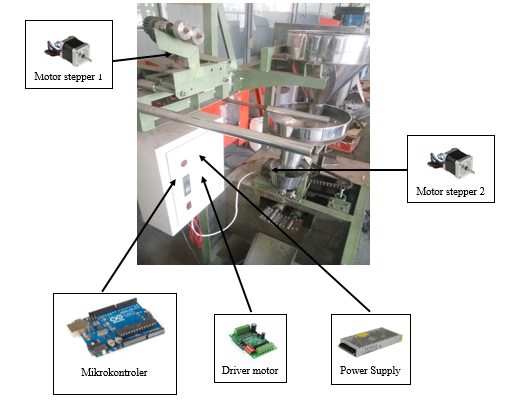 Motor stepper 1
Motor stepper 2
Mikrokontroler
Driver motor
Power Supply